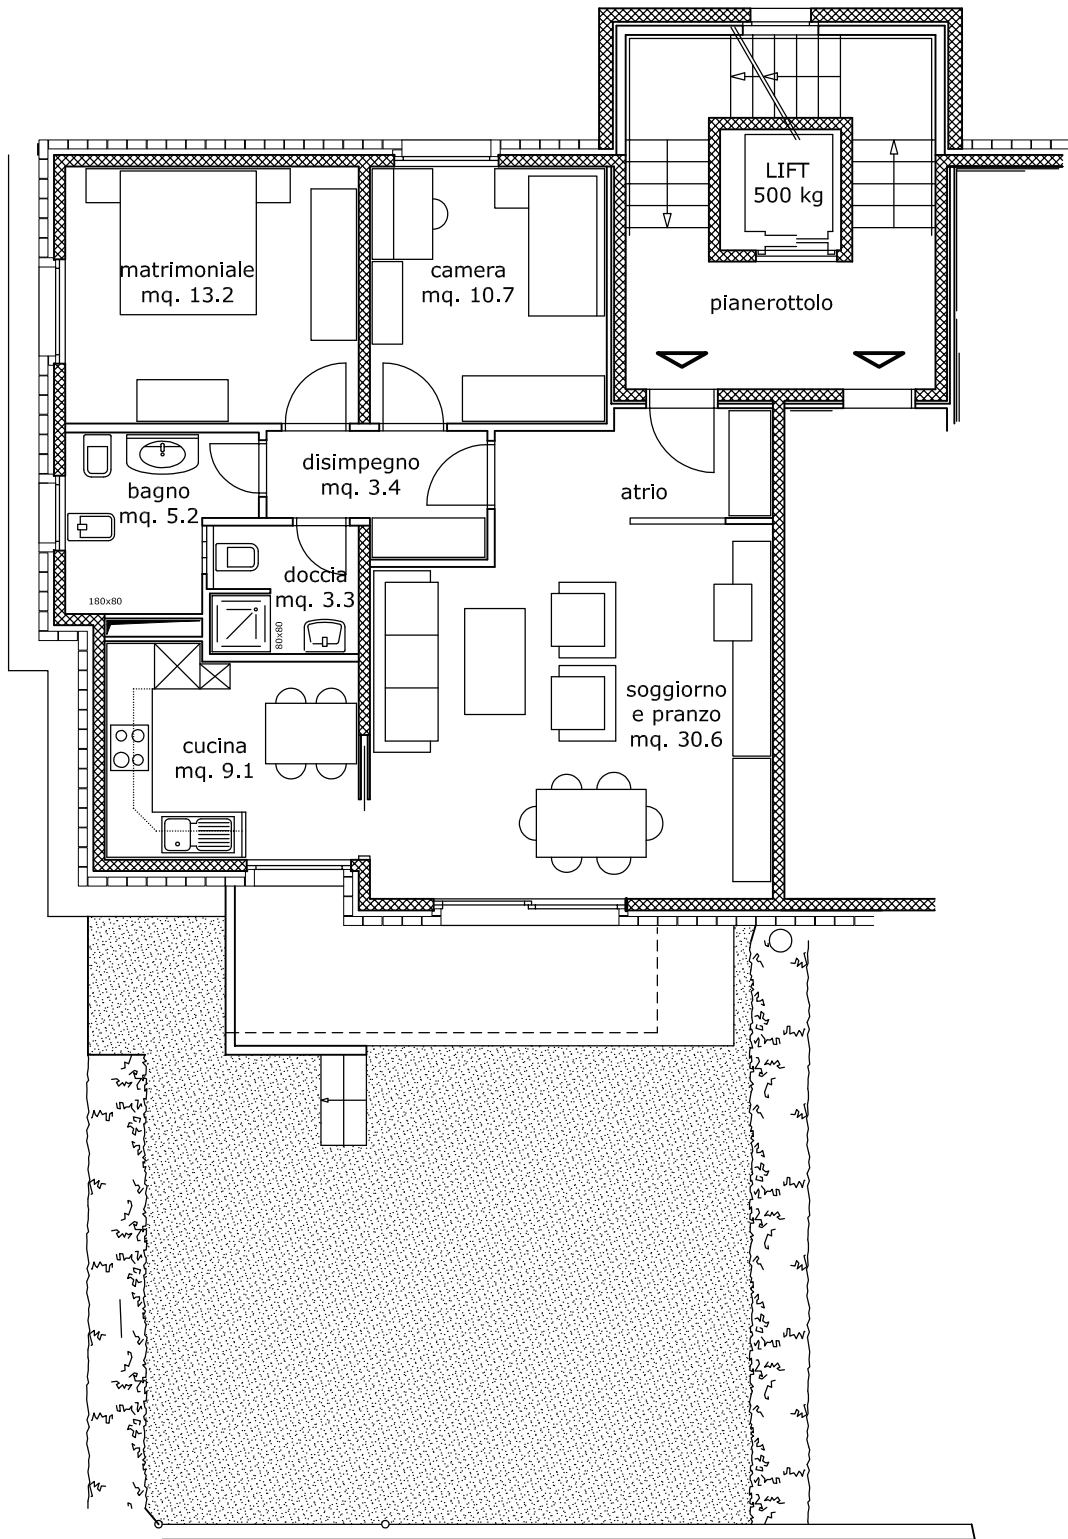 LIFT
500 kg
matrimoniale
mq. 13.2
camera
mq. 10.7
pianerottolo
disimpegno
mq. 3.4
atrio
bagno
mq. 5.2
doccia
mq. 3.3
180x80
80x80
soggiorno
e pranzo
mq. 30.6
cucina
mq. 9.1